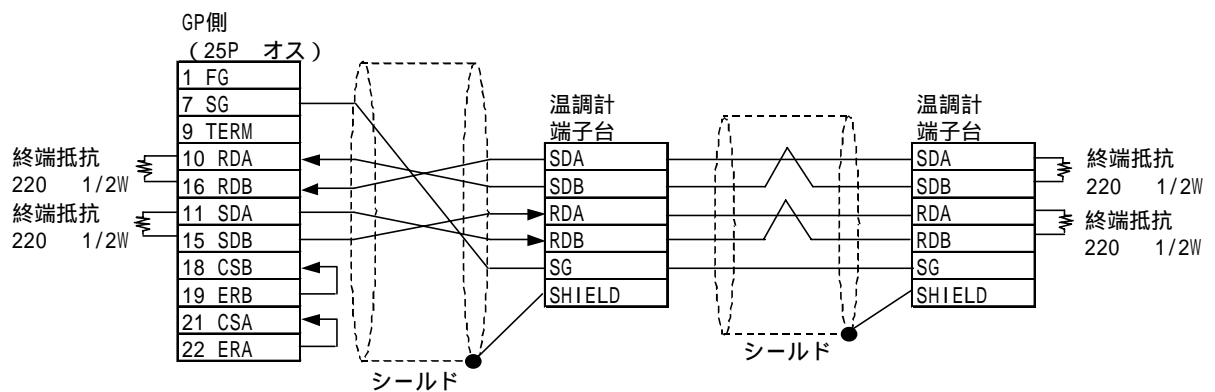 GP側
(25P オス)
1 FG
7 SG
9 TERM
10 RDA
16 RDB
11 SDA
15 SDB
18 CSB
19 ERB
21 CSA
22 ERA
終端抵抗
220 1/2W
終端抵抗
220 1/2W
シールド
温調計
端子台
SDA
SDB
RDA
RDB
SG
SHIELD
シールド
温調計
端子台
SDA
SDB
RDA
RDB
SG
SHIELD
終端抵抗
220 1/2W
終端抵抗
220 1/2W